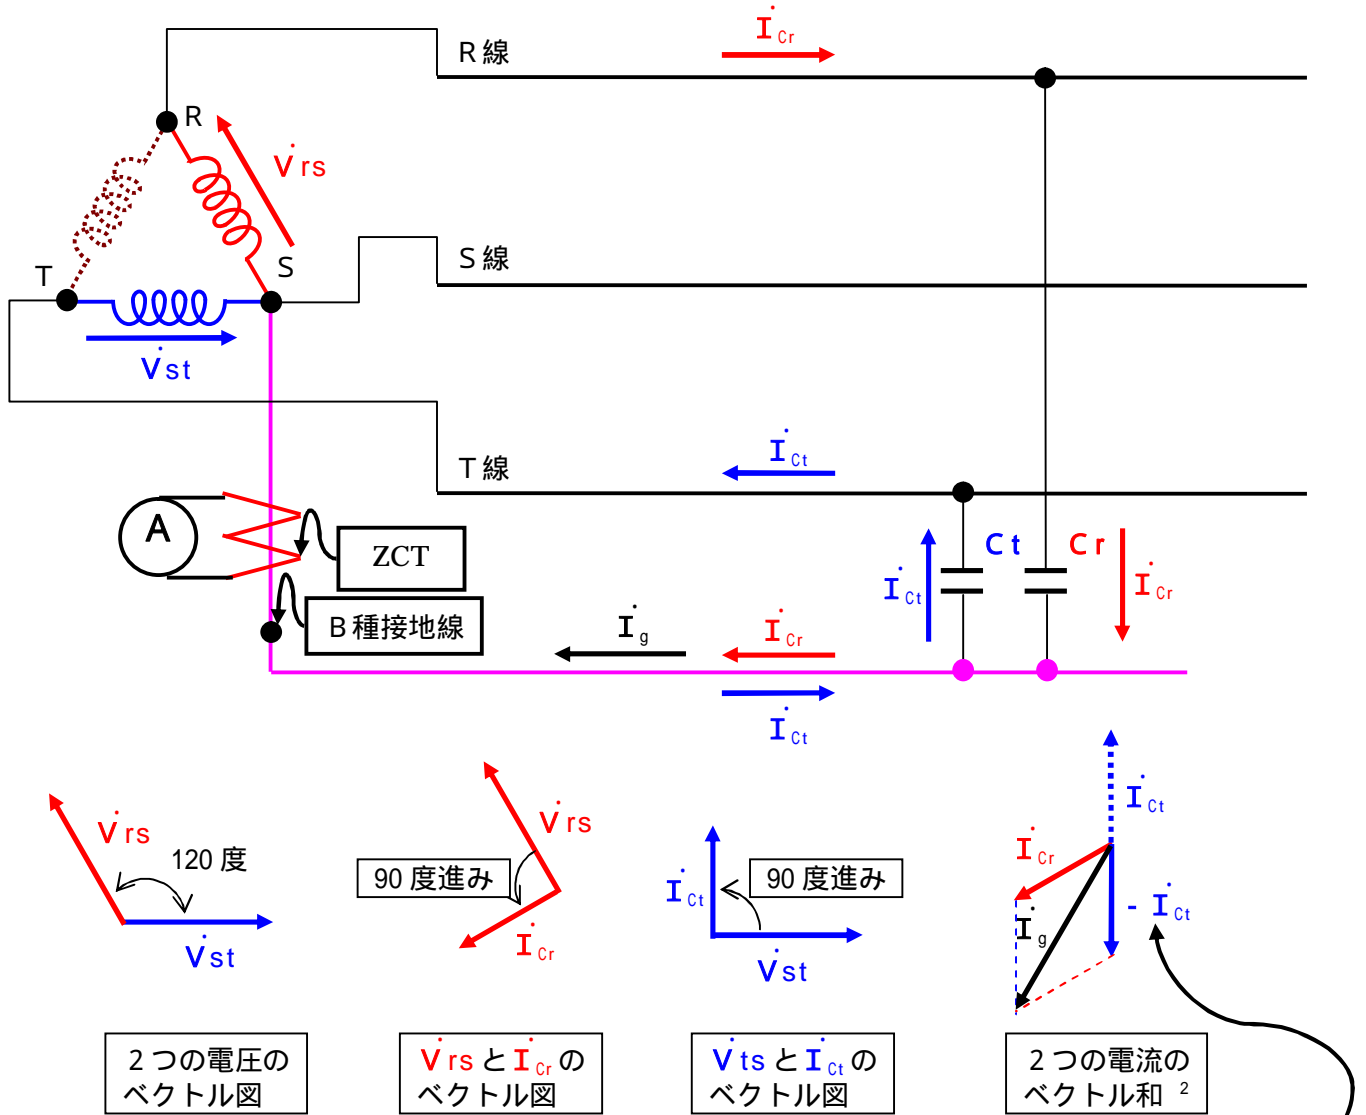 İCr
R線
R
V̇rs
S線
S
T
V̇st
İCt
T線
A
ZCT
Ct
Cr
İCt
İCr
B種接地線
İg
İCr
İCt
V̇rs
120度
V̇st
V̇rs
90度進み
İCr
İCt
90度進み
V̇st
İCt
İCr
- İCt
İg
2つの電圧の
ベクトル図
V̇rsとİCrの
ベクトル図
V̇tsとİCtの
ベクトル図
2つの電流の
ベクトル和 2